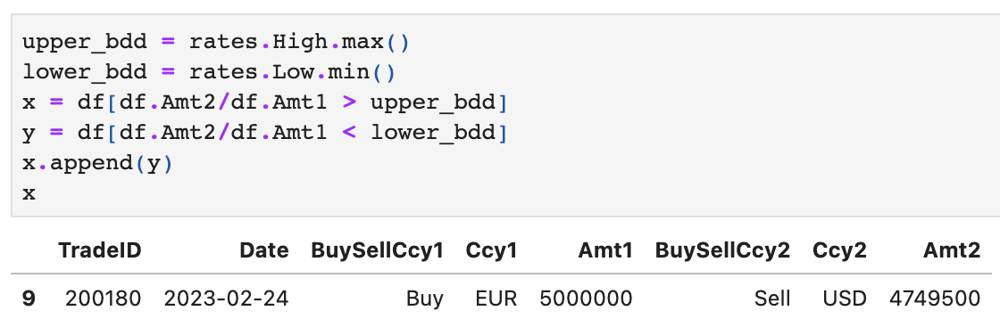 upper_bdd = rates.High.max()
lower_bdd = rates.Low.min()
x = df[df.Amt2/df.Amt1 > upper_bdd]
y = df[df.Amt2/df.Amt1 < lower_bdd]
x.append(y)
x
TradeID Date BuySellCcy1 Ccy1 Amt1 BuySellCcy2 Ccy2 Amt2
9 200180 2023-02-24 Buy EUR 5000000 Sell USD 4749500